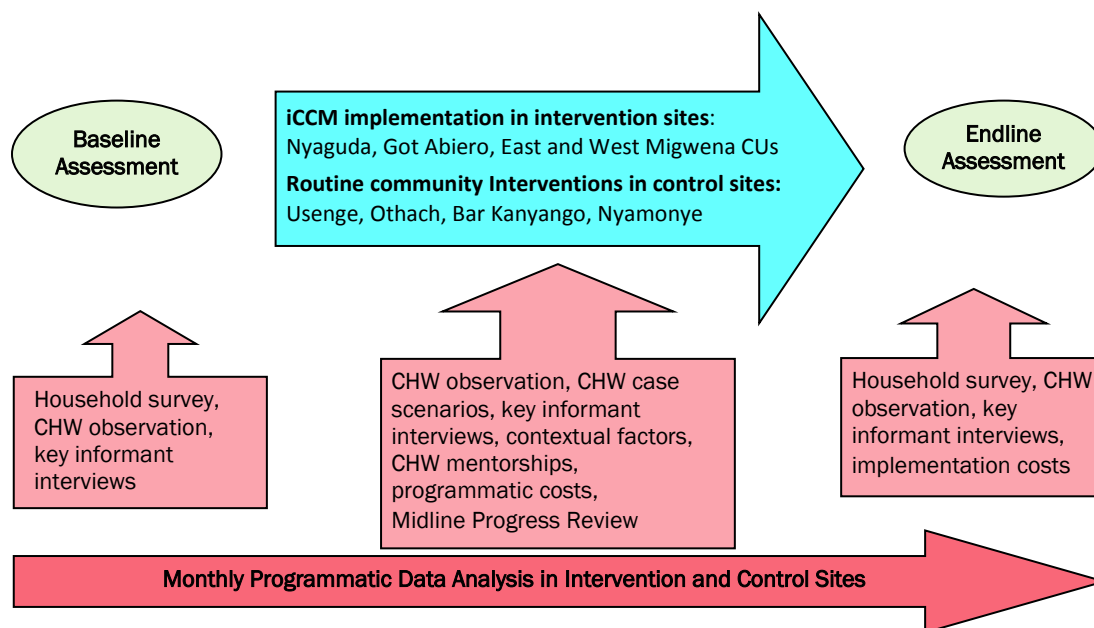 Baseline
Assessment
iCCM implementation in intervention sites:
Nyaguda, Got Abiero, East and West Migwena CUs
Routine community Interventions in control sites:
Usenge, Othach, Bar Kanyango, Nyamonye
Endline
Assessment
Household survey,
CHW observation,
key informant
interviews
CHW observation, CHW case
scenarios, key informant
interviews, contextual factors,
CHW mentorships,
programmatic costs,
Midline Progress Review
Household survey, CHW
observation, key
informant interviews,
implementation costs
Monthly Programmatic Data Analysis in Intervention and Control Sites